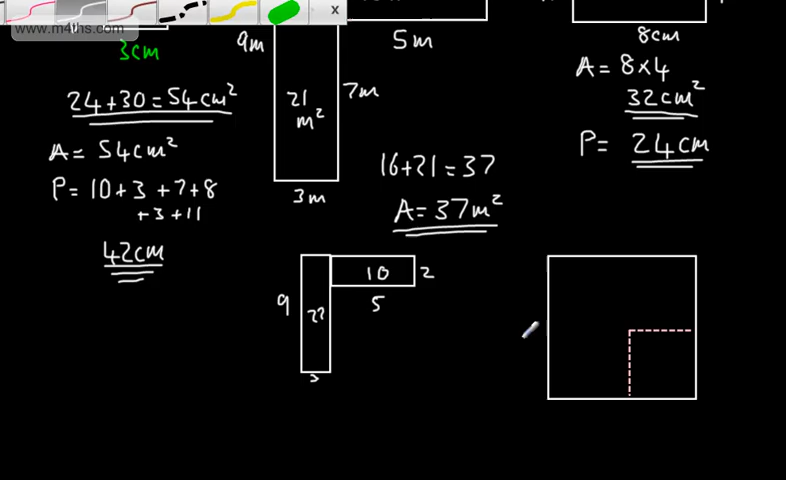 www.m4ths.com
3cm
24+30=54cm²
A= 54cm²
P= 10+3+7+8
+3+11
42cm
9m
5m
7m
21
m²
3m
16+21=37
A=37m²
8cm
A= 8×4
32cm²
P= 24cm
9
10
2
5